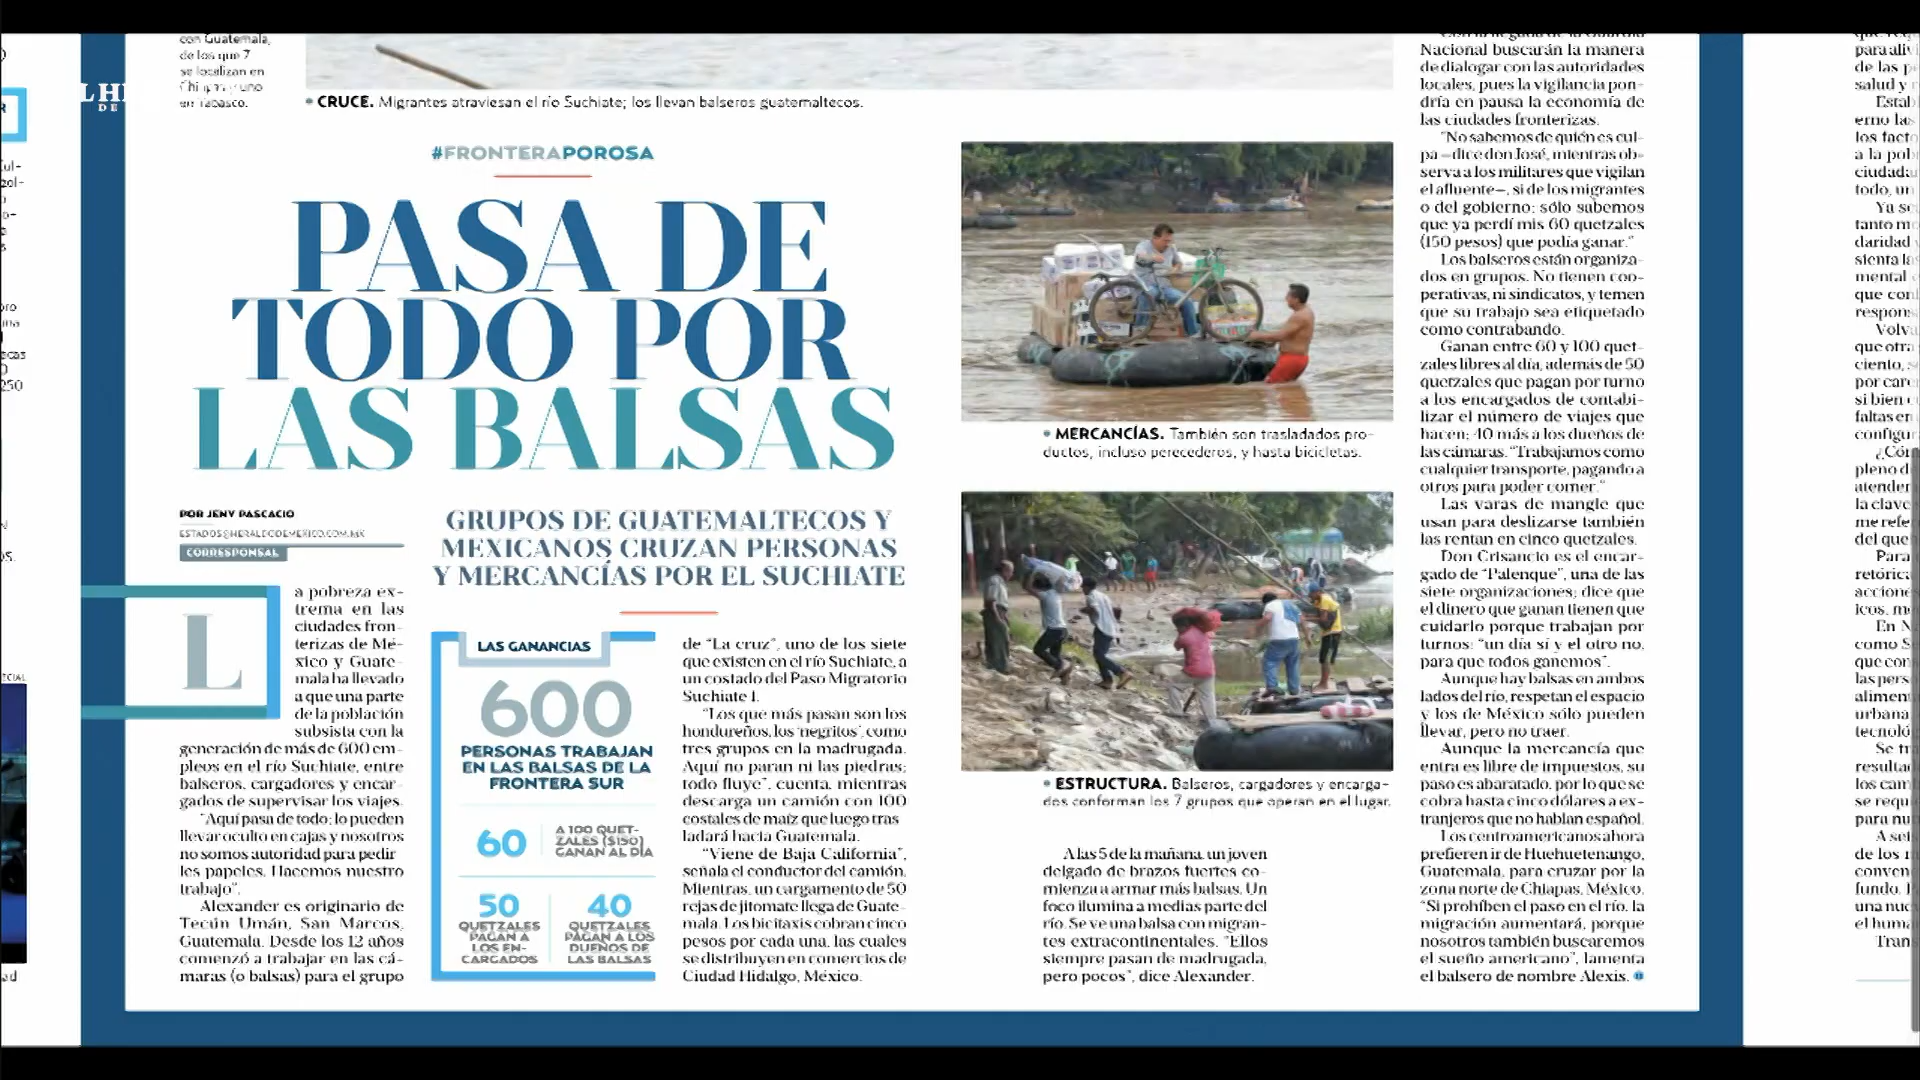 con Guatemala,
de los que 7
se localizan en
Chiapas y uno
en Tabasco.
L HE
DE
• CRUCE. Migrantes atraviesan el río Suchiate; los llevan balseros guatemaltecos.
#FRONTERAPOROSA
PASA DE
TODO POR
LAS BALSAS
POR JENY PASCACIO
ESTADOS@HERALDODEMEXICO.COM.MX
CORRESPONSAL
GRUPOS DE GUATEMALTECOS Y
MEXICANOS CRUZAN PERSONAS
Y MERCANCÍAS POR EL SUCHIATE
L
a pobreza ex-
trema en las
ciudades fron-
terizas de Mé-
xico y Guate-
mala ha llevado
a que una parte
de la población
subsista con la
generación de más de 600 em-
pleos en el río Suchiate, entre
balseros, cargadores y encar-
gados de supervisar los viajes.
"Aquí pasa de todo; lo pueden
llevar oculto en cajas y nosotros
no somos autoridad para pedir
les papeles. Hacemos nuestro
trabajo".
Alexander es originario de
Tecún Umán, San Marcos,
Guatemala. Desde los 12 años
comenzó a trabajar en las cá-
maras (o balsas) para el grupo
LAS GANANCIAS
600
PERSONAS TRABAJAN
EN LAS BALSAS DE LA
FRONTERA SUR
60
A 100 QUET-
ZALES ($150)
GANAN AL DÍA
50
QUETZALES
PAGAN A
LOS EN-
CARGADOS
40
QUETZALES
PAGAN A LOS
DUEÑOS DE
LAS BALSAS
de "La cruz", uno de los siete
que existen en el río Suchiate, a
un costado del Paso Migratorio
Suchiate I.
"Los que más pasan son los
hondureños, los 'negritos', como
tres grupos en la madrugada.
Aquí no paran ni las piedras;
todo fluye", cuenta, mientras
descarga un camión con 100
costales de maíz que luego tras
ladará hacia Guatemala.
"Viene de Baja California",
señala el conductor del camión.
Mientras, un cargamento de 50
rejas de jitomate llega de Guate-
mala. Los bicitaxis cobran cinco
pesos por cada una, las cuales
se distribuyen en comercios de
Ciudad Hidalgo, México.
• MERCANCÍAS. También son trasladados pro-
ductos, incluso perecederos, y hasta bicicletas.
• ESTRUCTURA. Balseros, cargadores y encarga-
dos conforman los 7 grupos que operan en el lugar.
A las 5 de la mañana, un joven
delgado de brazos fuertes co-
mienza a armar más balsas. Un
foco ilumina a medias parte del
río. Se ve una balsa con migran-
tes extracontinentales. "Ellos
siempre pasan de madrugada,
pero pocos", dice Alexander.
Nacional buscarán la manera
de dialogar con las autoridades
locales, pues la vigilancia pon-
dría en pausa la economía de
las ciudades fronterizas.
"No sabemos de quién es cul-
pa —dice don José, mientras ob-
serva a los militares que vigilan
el afluente—, si de los migrantes
o del gobierno; sólo sabemos
que ya perdí mis 60 quetzales
(150 pesos) que podía ganar."
Los balseros están organiza-
dos en grupos. No tienen coo-
perativas, ni sindicatos, y temen
que su trabajo sea etiquetado
como contrabando.
Ganan entre 60 y 100 quet-
zales libres al día, además de 50
quetzales que pagan por turno
a los encargados de contabi-
lizar el número de viajes que
hacen; 40 más a los dueños de
las cámaras. "Trabajamos como
cualquier transporte, pagando a
otros para poder comer."
Las varas de mangle que
usan para deslizarse también
las rentan en cinco quetzales.
Don Crisancio es el encar-
gado de "Palenque", una de las
siete organizaciones; dice que
el dinero que ganan tienen que
cuidarlo porque trabajan por
turnos: "un día sí y el otro no,
para que todos ganemos".
Aunque hay balsas en ambos
lados del río, respetan el espacio
y los de México sólo pueden
llevar, pero no traer.
Aunque la mercancía que
entra es libre de impuestos, su
paso es abaratado, por lo que se
cobra hasta cinco dólares a ex-
tranjeros que no hablan español.
Los centroamericanos ahora
prefieren ir de Huehuetenango,
Guatemala, para cruzar por la
zona norte de Chiapas, México.
"Si prohíben el paso en el río, la
migración aumentará, porque
nosotros también buscaremos
el sueño americano", lamenta
el balsero de nombre Alexis.